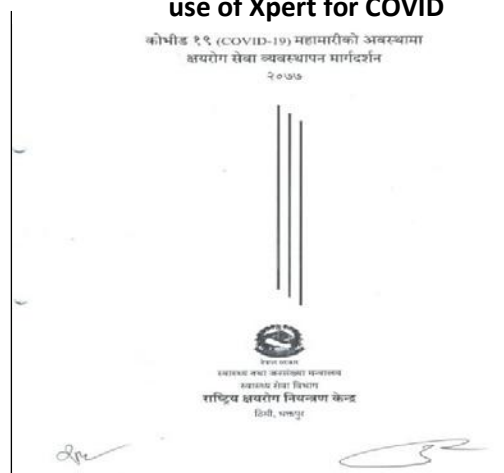 use of Xpert for COVID
कोभीड १९ (COVID-19) महामारीको अवस्थामा
क्षयरोग सेवा व्यवस्थापन मार्गदर्शन
२०७७
नेपाल सरकार
स्वास्थ्य तथा जनसंख्या मन्त्रालय
स्वास्थ्य सेवा विभाग
राष्ट्रिय क्षयरोग नियन्त्रण केन्द्र
ठिमी, भक्तपुर